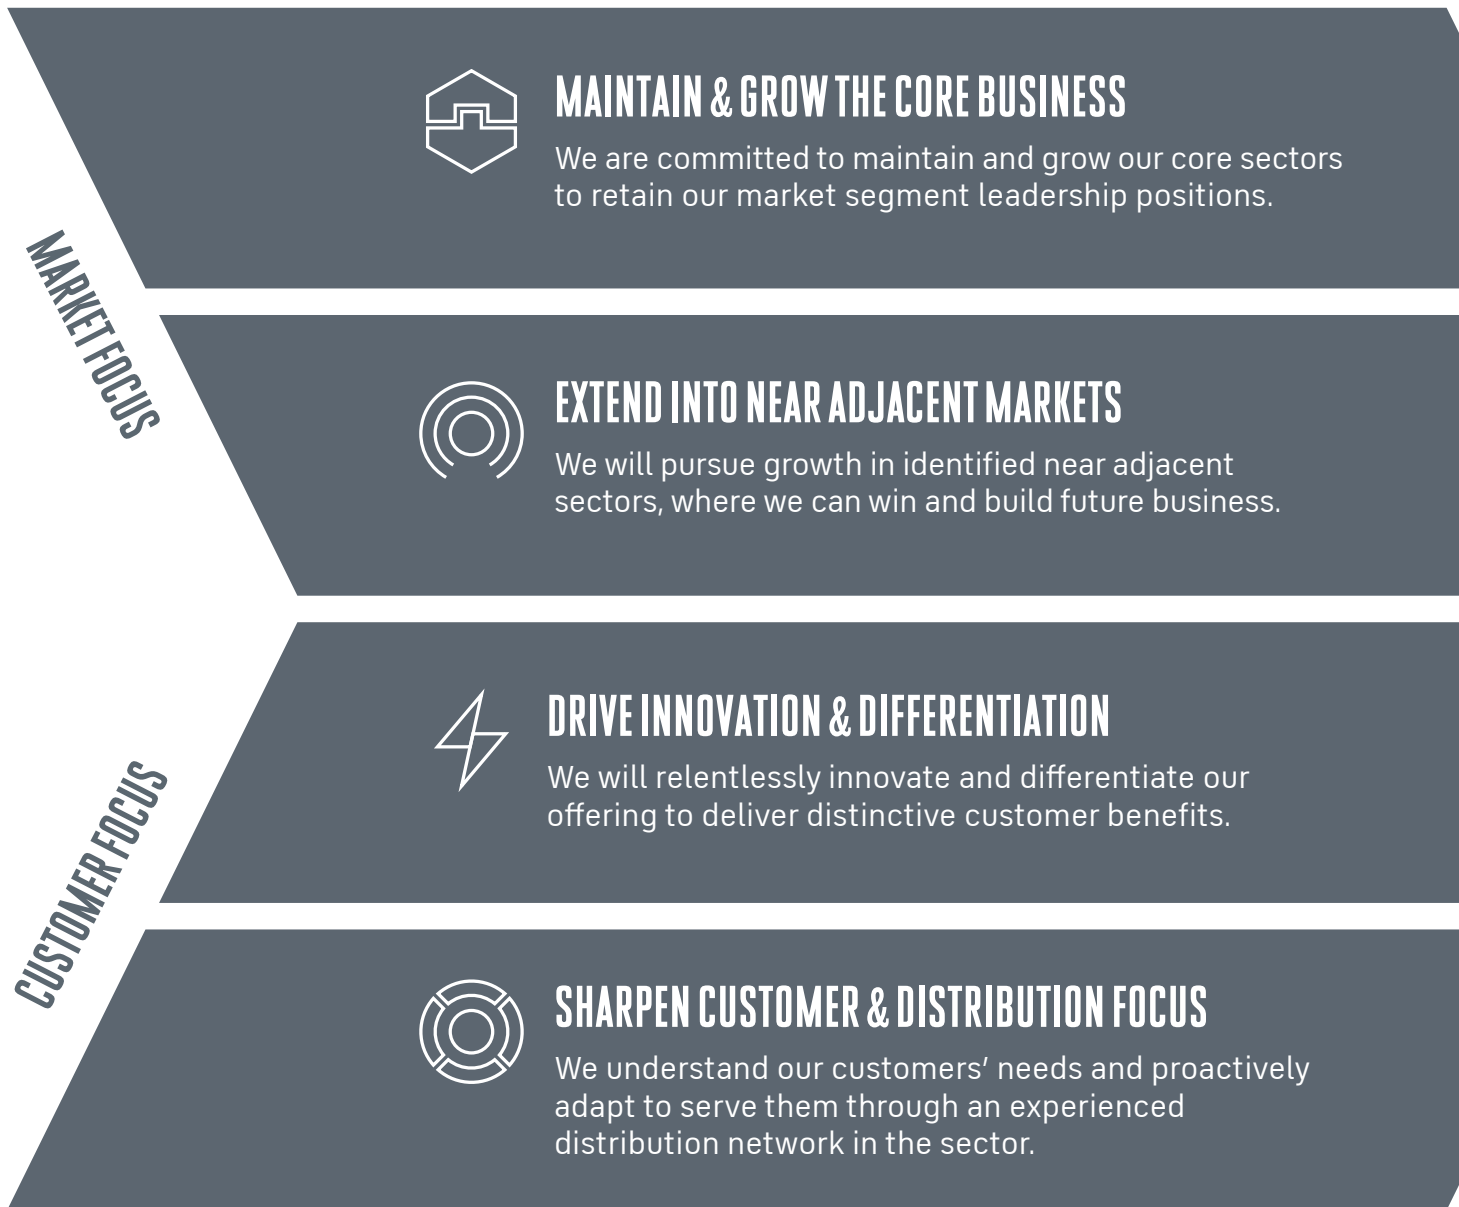 MARKET FOCUS
MAINTAIN & GROW THE CORE BUSINESS
We are committed to maintain and grow our core sectors
to retain our market segment leadership positions.
EXTEND INTO NEAR ADJACENT MARKETS
We will pursue growth in identified near adjacent
sectors, where we can win and build future business.
CUSTOMER FOCUS
DRIVE INNOVATION & DIFFERENTIATION
We will relentlessly innovate and differentiate our
offering to deliver distinctive customer benefits.
SHARPEN CUSTOMER & DISTRIBUTION FOCUS
We understand our customers’ needs and proactively
adapt to serve them through an experienced
distribution network in the sector.